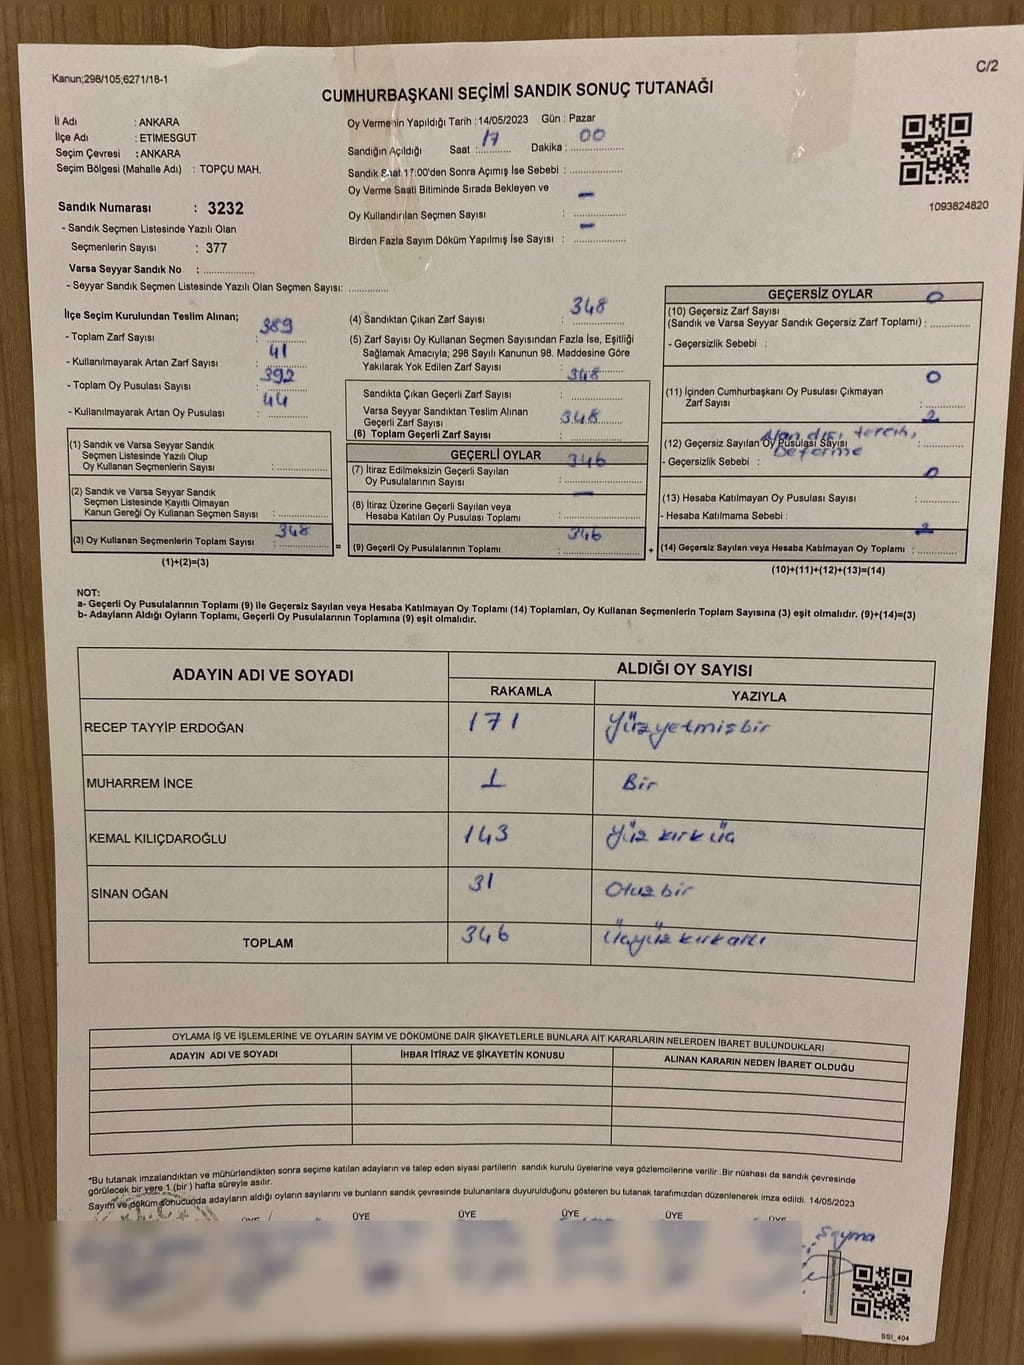 Kanun;298/105;6271/18-1
C/2
CUMHURBAŞKANI SEÇİMİ SANDIK SONUÇ TUTANAĞI
İl Adı : ANKARA
İlçe Adı : ETİMESGUT
Seçim Çevresi : ANKARA
Seçim Bölgesi (Mahalle Adı) : TOPÇU MAH.
Oy Vermenin Yapıldığı Tarih : 14/05/2023 Gün : Pazar
Sandığın Açıldığı Saat : 17 Dakika : 00
Sandık Saat 17:00'den Sonra Açımış İse Sebebi :
Oy Verme Saati Bitiminde Sırada Bekleyen ve
Oy Kullandırılan Seçmen Sayısı : –
Birden Fazla Sayım Döküm Yapılmış İse Sayısı : –
1093824820
Sandık Numarası : 3232
- Sandık Seçmen Listesinde Yazılı Olan
Seçmenlerin Sayısı : 377
Varsa Seyyar Sandık No :
- Seyyar Sandık Seçmen Listesinde Yazılı Olan Seçmen Sayısı:
İlçe Seçim Kurulundan Teslim Alınan;
- Toplam Zarf Sayısı : 389
- Kullanılmayarak Artan Zarf Sayısı : 41
- Toplam Oy Pusulası Sayısı : 392
- Kullanılmayarak Artan Oy Pusulası : 44
(1) Sandık ve Varsa Seyyar Sandık
Seçmen Listesinde Yazılı Olup
Oy Kullanan Seçmenlerin Sayısı :
(2) Sandık ve Varsa Seyyar Sandık
Seçmen Listesinde Kayıtlı Olmayan
Kanun Gereği Oy Kullanan Seçmen Sayısı :
(3) Oy Kullanan Seçmenlerin Toplam Sayısı : 348
(1)+(2)=(3)
=
(4) Sandıktan Çıkan Zarf Sayısı : 348
(5) Zarf Sayısı Oy Kullanan Seçmen Sayısından Fazla İse, Eşitliği
Sağlamak Amacıyla; 298 Sayılı Kanunun 98. Maddesine Göre
Yakılarak Yok Edilen Zarf Sayısı :
Sandıkta Çıkan Geçerli Zarf Sayısı : 348
Varsa Seyyar Sandıktan Teslim Alınan
Geçerli Zarf Sayısı :
(6) Toplam Geçerli Zarf Sayısı : 348
GEÇERLİ OYLAR
(7) İtiraz Edilmeksizin Geçerli Sayılan
Oy Pusulalarının Sayısı : 346
(8) İtiraz Üzerine Geçerli Sayılan veya
Hesaba Katılan Oy Pusulası Toplamı : –
(9) Geçerli Oy Pusulalarının Toplamı : 346
+
GEÇERSİZ OYLAR
(10) Geçersiz Zarf Sayısı
(Sandık ve Varsa Seyyar Sandık Geçersiz Zarf Toplamı) : 0
- Geçersizlik Sebebi :
(11) İçinden Cumhurbaşkanı Oy Pusulası Çıkmayan
Zarf Sayısı : 0
(12) Geçersiz Sayılan Oy Pusulası Sayısı : 2
- Geçersizlik Sebebi : Alan dışı tercih,
Deforme
(13) Hesaba Katılmayan Oy Pusulası Sayısı : 0
- Hesaba Katılmama Sebebi :
(14) Geçersiz Sayılan veya Hesaba Katılmayan Oy Toplamı : 2
(10)+(11)+(12)+(13)=(14)
NOT:
a- Geçerli Oy Pusulalarının Toplamı (9) ile Geçersiz Sayılan veya Hesaba Katılmayan Oy Toplamı (14) Toplamları, Oy Kullanan Seçmenlerin Toplam Sayısına (3) eşit olmalıdır. (9)+(14)=(3)
b- Adayların Aldığı Oyların Toplamı, Geçerli Oy Pusulalarının Toplamına (9) eşit olmalıdır.
ADAYIN ADI VE SOYADI ALDIĞI OY SAYISI
RAKAMLA YAZIYLA
RECEP TAYYİP ERDOĞAN 171 Yüzyetmişbir
MUHARREM İNCE 1 Bir
KEMAL KILIÇDAROĞLU 143 Yüz kırk üç
SİNAN OĞAN 31 Otuzbir
TOPLAM 346 Üçyüz kırkaltı
OYLAMA İŞ VE İŞLEMLERİNE VE OYLARIN SAYIM VE DÖKÜMÜNE DAİR ŞİKAYETLERLE BUNLARA AİT KARARLARIN NELERDEN İBARET BULUNDUKLARI
ADAYIN ADI VE SOYADI İHBAR İTİRAZ VE ŞİKAYETİN KONUSU ALINAN KARARIN NEDEN İBARET OLDUĞU
*Bu tutanak imzalandıktan ve mühürlendikten sonra seçime katılan adayların ve talep eden siyasi partilerin sandık kurulu üyelerine veya gözlemcilerine verilir .Bir nüshası da sandık çevresinde
görülecek bir yere 1 (bir ) hafta süreyle asılır.
Sayım ve döküm sonucunda adayların aldığı oyların sayılarını ve bunların sandık çevresinde bulunanlara duyurulduğunu gösteren bu tutanak tarafımızdan düzenlenerek imza edildi. 14/05/2023
ÜYE ÜYE ÜYE ÜYE ÜYE ÜYE
Seyma
SSI_404